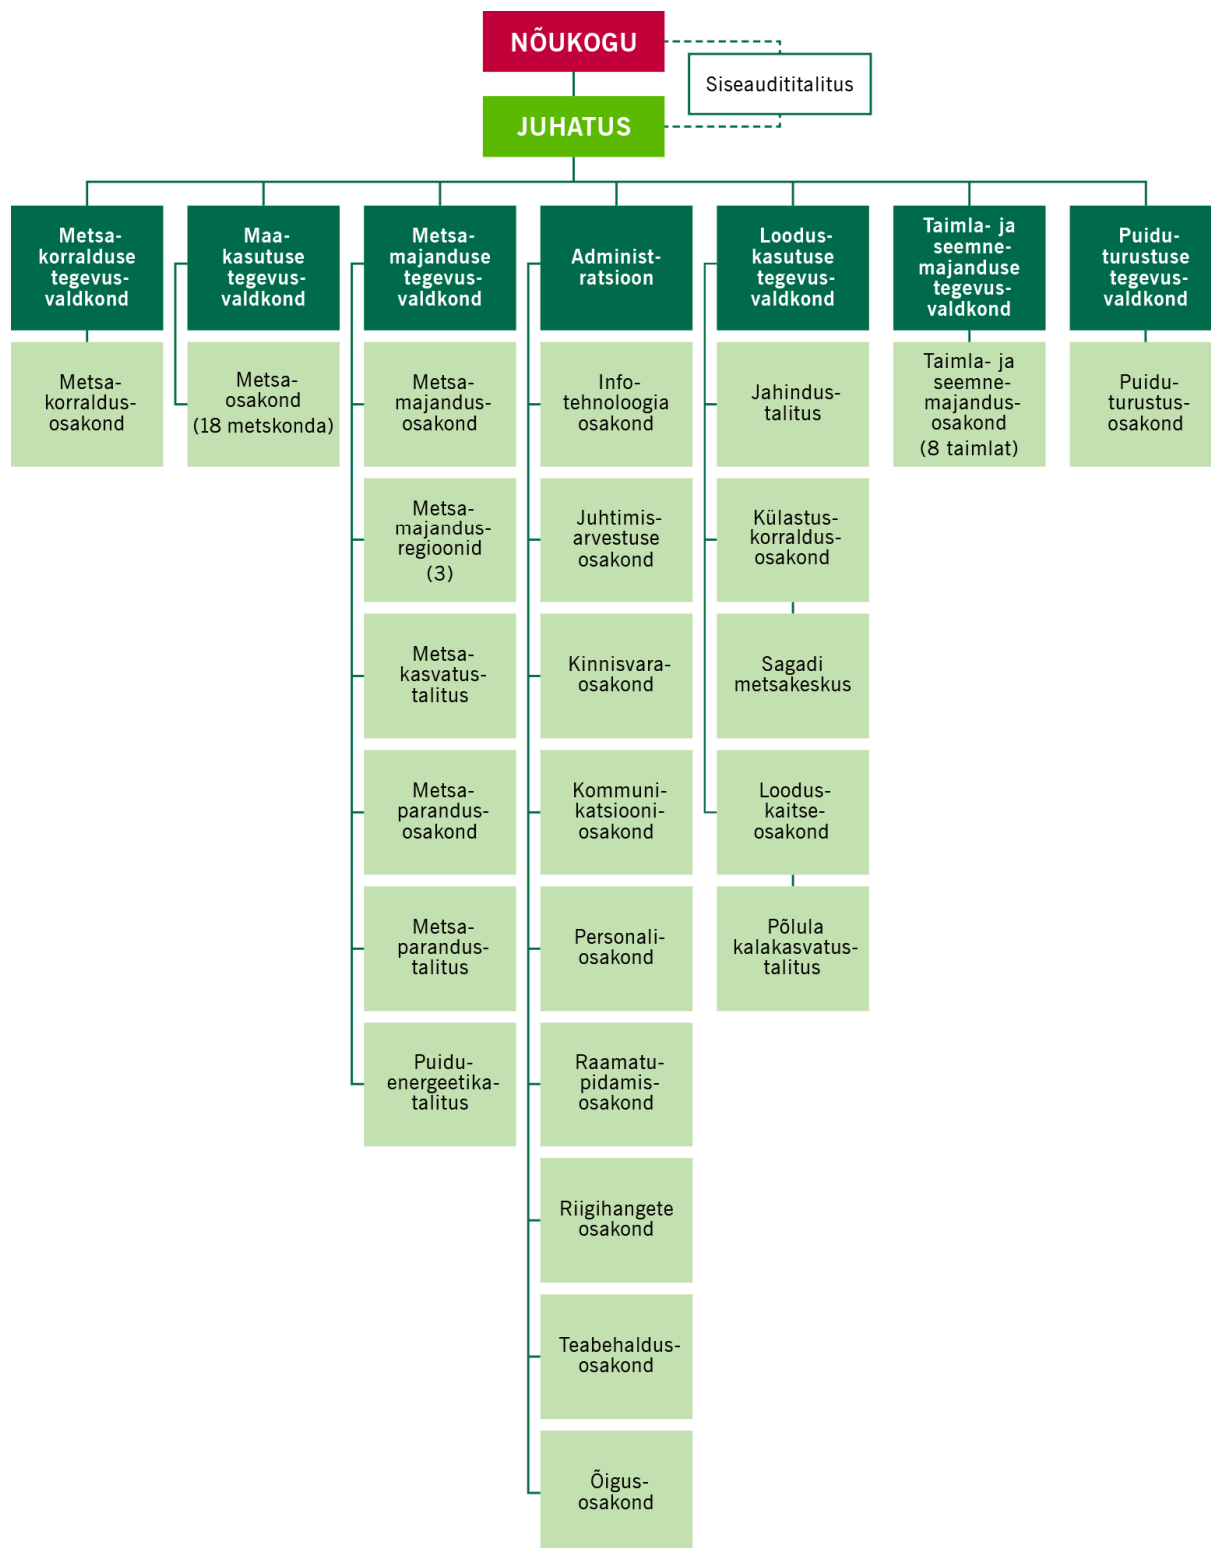 NÕUKOGU
Siseaudititalitus
JUHATUS
Metsa-
korralduse
tegevus-
valdkond
Metsa-
korraldus-
osakond
Maa-
kasutuse
tegevus-
valdkond
Metsa-
osakond
(18 metskonda)
Metsa-
majanduse
tegevus-
valdkond
Metsa-
majandus-
osakond
Metsa-
majandus-
regioonid
(3)
Metsa-
kasvatus-
talitus
Metsa-
parandus-
osakond
Metsa-
parandus-
talitus
Puidu-
energeetika-
talitus
Administ-
ratsioon
Info-
tehnoloogia
osakond
Juhtimis-
arvestuse
osakond
Kinnisvara-
osakond
Kommuni-
katsiooni-
osakond
Personali-
osakond
Raamatu-
pidamis-
osakond
Riigihangete
osakond
Teabehaldus-
osakond
Õigus-
osakond
Loodus-
kasutuse
tegevus-
valdkond
Jahindus-
talitus
Külastus-
korraldus-
osakond
Sagadi
metsakeskus
Loodus-
kaitse-
osakond
Põlula
kalakasvatus-
talitus
Taimla- ja
seemne-
majanduse
tegevus-
valdkond
Taimla- ja
seemne-
majandus-
osakond
(8 taimlat)
Puidu-
turustuse
tegevus-
valdkond
Puidu-
turustus-
osakond